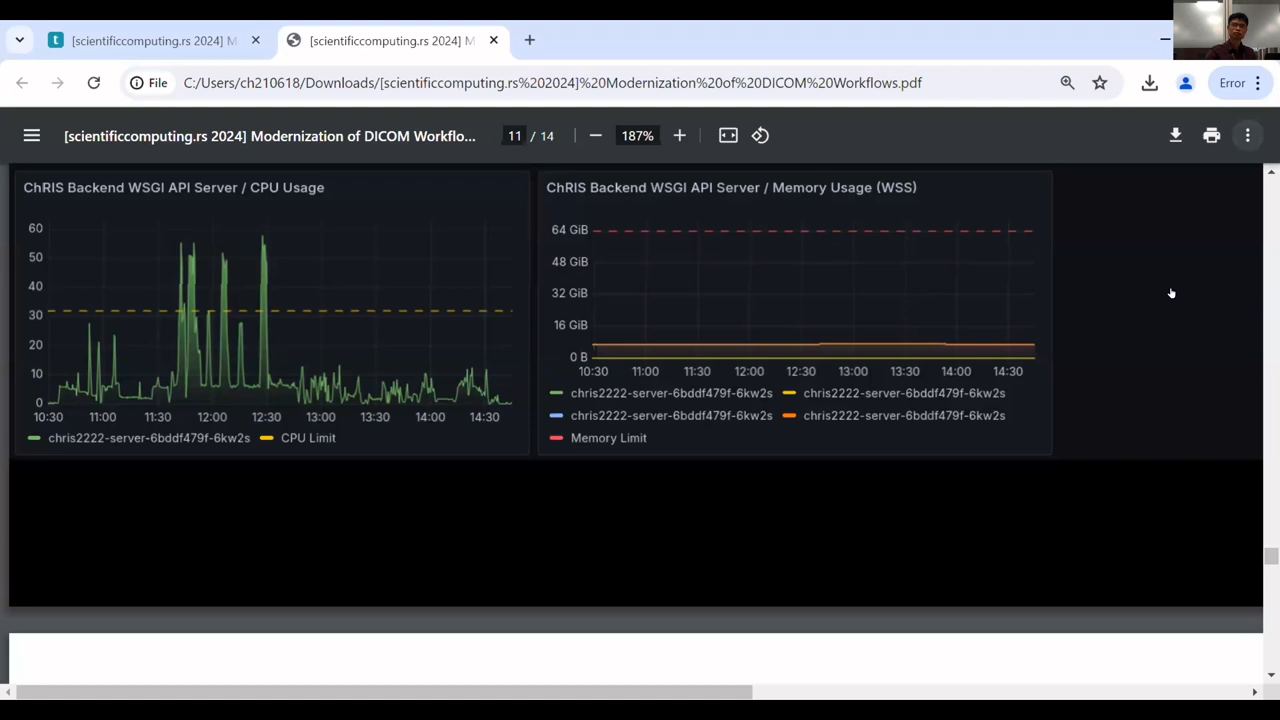 [scientificcomputing.rs 2024] M
[scientificcomputing.rs 2024] M
File
C:/Users/ch210618/Downloads/[scientificcomputing.rs%202024]%20Modernization%20of%20DICOM%20Workflows.pdf
Error
[scientificcomputing.rs 2024] Modernization of DICOM Workflo...
11 / 14
187%
ChRIS Backend WSGI API Server / CPU Usage
60
50
40
30
20
10
0
10:30 11:00 11:30 12:00 12:30 13:00 13:30 14:00 14:30
chris2222-server-6bddf479f-6kw2s CPU Limit
ChRIS Backend WSGI API Server / Memory Usage (WSS)
64 GiB
48 GiB
32 GiB
16 GiB
0 B
10:30 11:00 11:30 12:00 12:30 13:00 13:30 14:00 14:30
chris2222-server-6bddf479f-6kw2s chris2222-server-6bddf479f-6kw2s
chris2222-server-6bddf479f-6kw2s chris2222-server-6bddf479f-6kw2s
Memory Limit